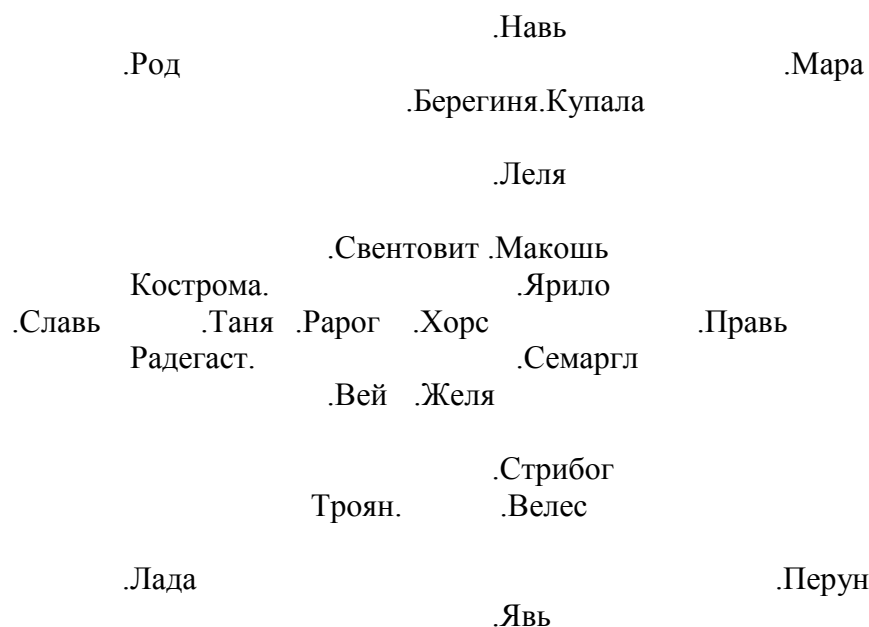 .Навь
.Род .Мара
.Берегиня.Купала
.Леля
.Свентовит .Макошь
Кострома. .Ярило
.Славь .Таня .Рарог .Хорс .Правь
Радегаст. .Семаргл
.Вей .Желя
.Стрибог
Троян. .Велес
.Лада .Перун
.Явь